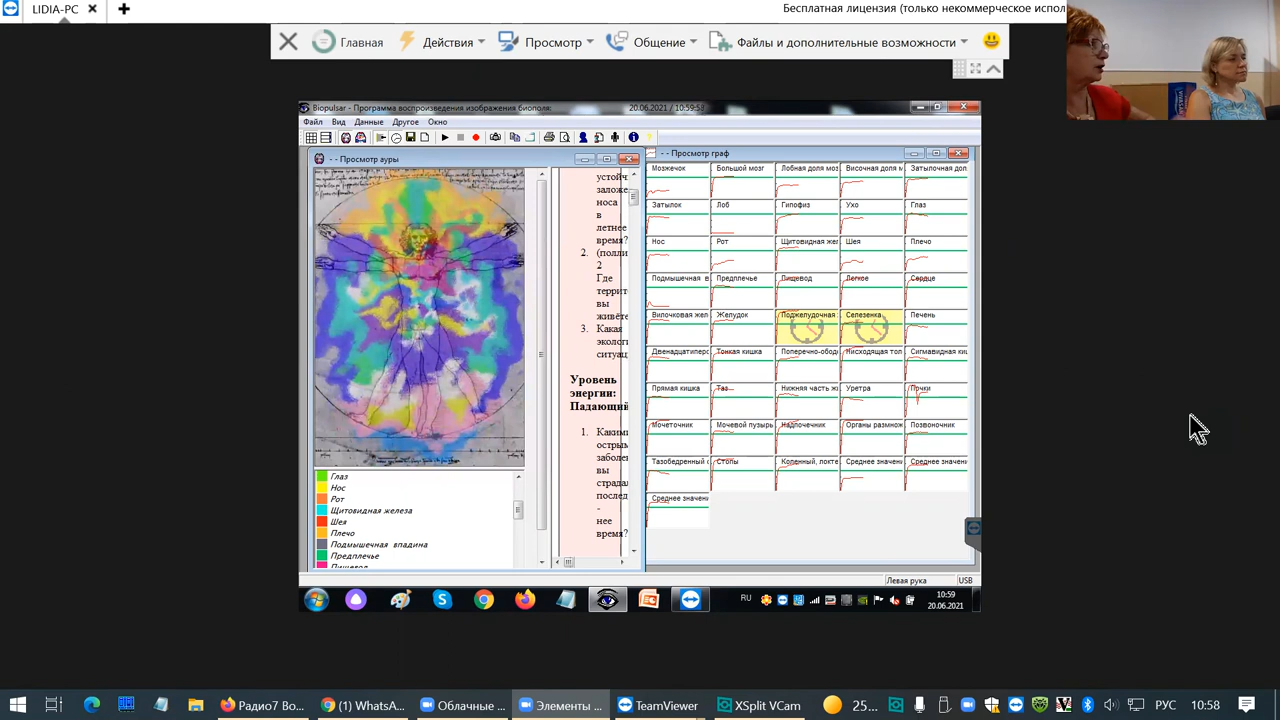 LIDIA-PC
Бесплатная лицензия (только некоммерческое испол
Главная
Действия
Просмотр
Общение
Файлы и дополнительные возможности
Biopulsar - Программа воспроизведения изображения биополя:
20.06.2021 / 10:59:58
Файл Вид Данные Другое Окно
- - Просмотр ауры
- - Просмотр граф
устойч
заложе
носа
в
летнее
время?
2. (полли
2
Где
террит
вы
живёте
3. Какая
эколог
ситуац
Уровень
энергии:
Падающий
1. Каким
острым
заболе
вы
страда
послед
-
нее
время?
Глаз
Нос
Рот
Щитовидная железа
Шея
Плечо
Подмышечная впадина
Предплечье
Пищевод
Мозжечок Большой мозг Лобная доля моз Височная доля м Затылочная дол
Затылок Лоб Гипофиз Ухо Глаз
Нос Рот Щитовидная жел Шея Плечо
Подмышечная в Предплечье Пищевод Легкое Сердце
Вилочковая жел Желудок Поджелудочная Селезенка Печень
Двенадцатиперс Тонкая кишка Поперечно-обод Нисходящая тол Сигмавидная киш
Прямая кишка Таз Нижняя часть ж Уретра Почки
Мочеточник Мочевой пузырь Надпочечник Органы размнож Позвоночник
Тазобедренный с Стопы Коленный, локте Среднее значени Среднее значени
Среднее значени
Левая рука USB
RU
10:59
20.06.2021
Радио7 Во...
(1) WhatsA...
Облачные ...
Элементы ...
TeamViewer
XSplit VCam
25...
РУС
10:58